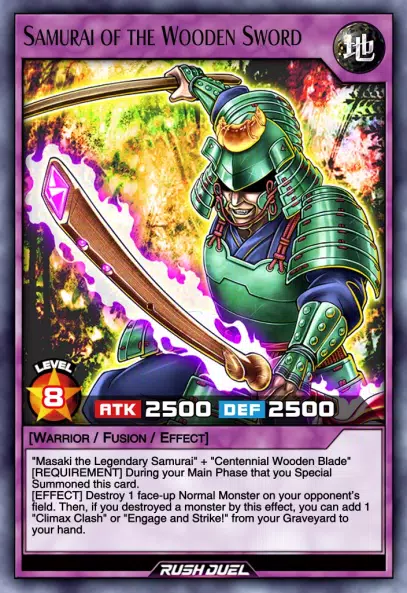 SAMURAI OF THE WOODEN SWORD
地
LEVEL
8
ATK 2500 DEF 2500
[WARRIOR / FUSION / EFFECT]
"Masaki the Legendary Samurai" + "Centennial Wooden Blade"
[REQUIREMENT] During your Main Phase that you Special
Summoned this card.
[EFFECT] Destroy 1 face-up Normal Monster on your opponent's
field. Then, if you destroyed a monster by this effect, you can add 1
"Climax Clash" or "Engage and Strike!" from your Graveyard to
your hand.
RUSH DUEL